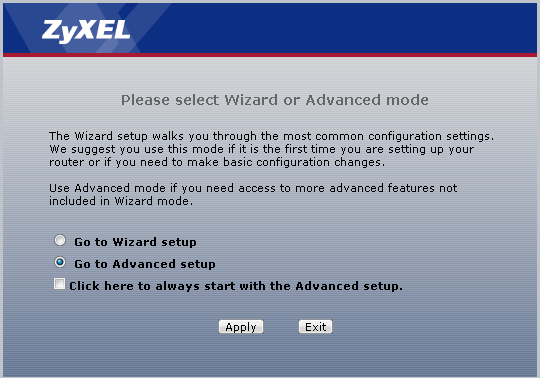 ZyXEL
Please select Wizard or Advanced mode
The Wizard setup walks you through the most common configuration settings.
We suggest you use this mode if it is the first time you are setting up your
router or if you need to make basic configuration changes.
Use Advanced mode if you need access to more advanced features not
included in Wizard mode.
Go to Wizard setup
Go to Advanced setup
Click here to always start with the Advanced setup.
Apply Exit